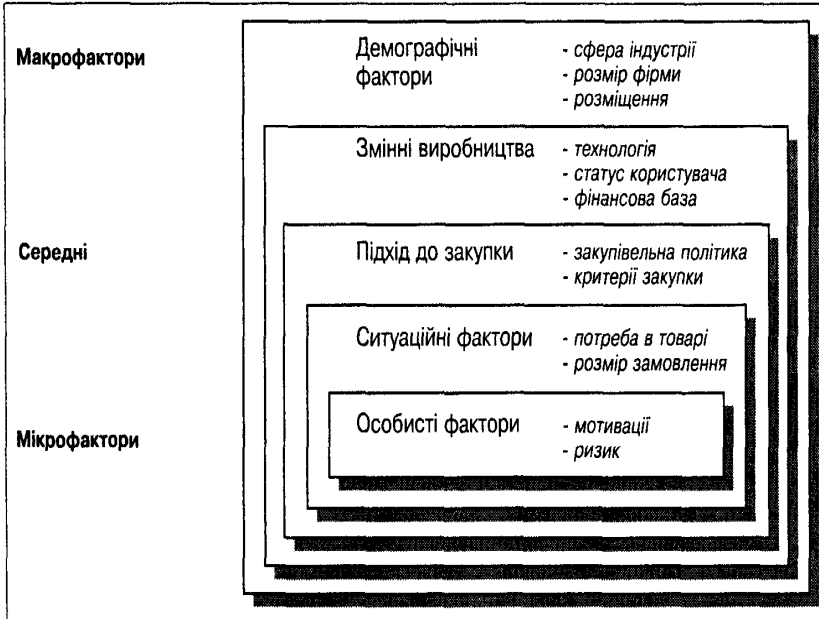 Макрофактори
Демографічні
фактори
- сфера індустрії
- розмір фірми
- розміщення
Змінні виробництва
- технологія
- статус користувача
- фінансова база
Середні
Підхід до закупки
- закупівельна політика
- критерії закупки
Ситуаційні фактори
- потреба в товарі
- розмір замовлення
Мікрофактори
Особисті фактори
- мотивації
- ризик